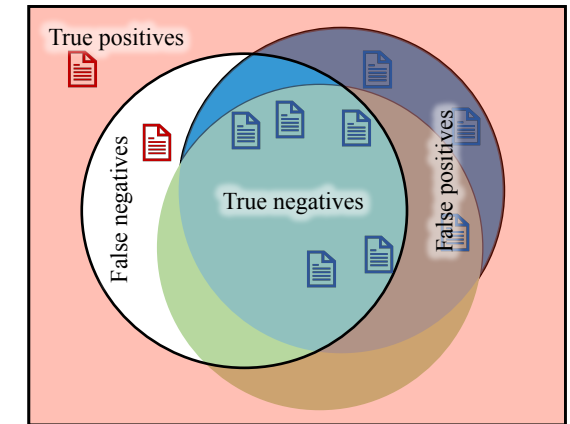 True positives
False negatives
True negatives
False positives